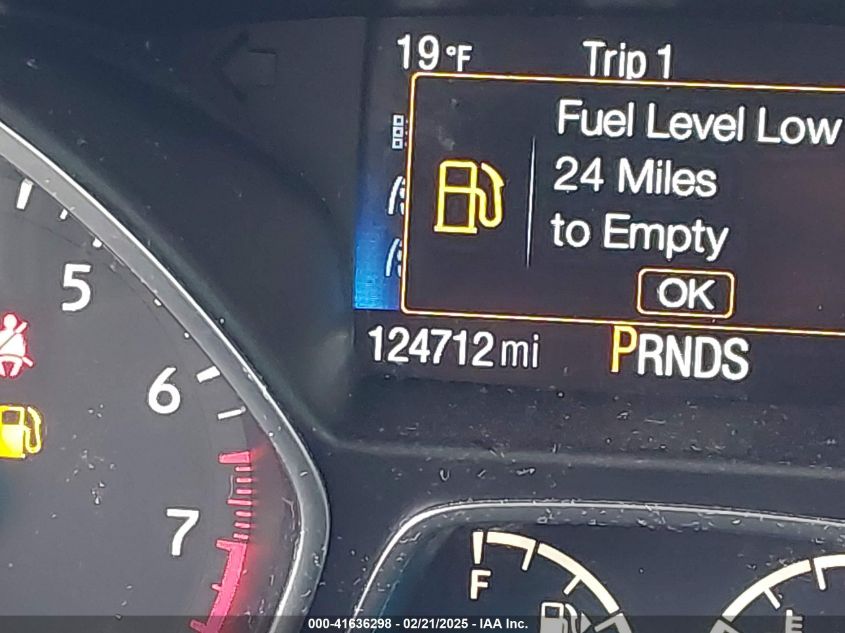 19 °F Trip 1
Fuel Level Low
24 Miles
to Empty
OK
124712 mi PRNDS
5
6
7
F
E
000-41636298 - 02/21/2025 - IAA Inc.